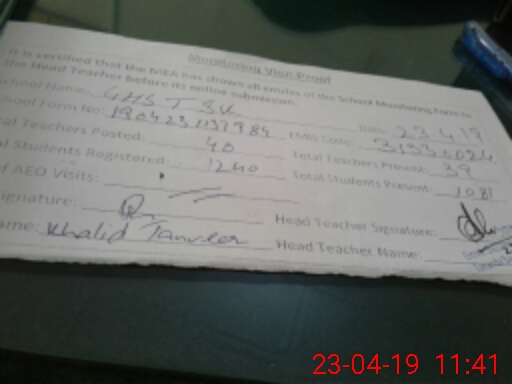 Monitoring Visit Proof
It is certified that the MEA has shown all entries of the School Monitoring Form to
the Head Teacher before its online submission.
School Name: GHS T SK Date: 23.4.19
School Form No: EMIS Code:
Total Teachers Posted: 40 Total Teachers Present: 39
Total Students Registered: 1240 Total Students Present: 1081
of AEO Visits:
Signature: Head Teacher Signature:
Name: Khalid Tanveer Head Teacher Name:
23-04-19 11:41